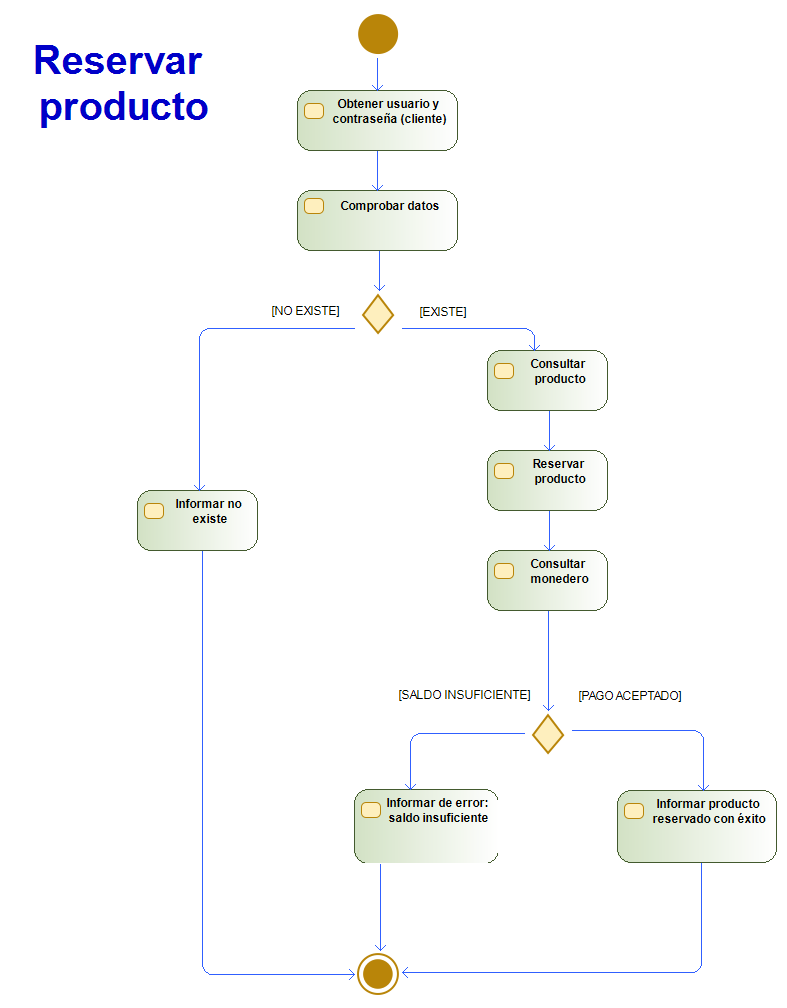 Reservar
producto
Obtener usuario y
contraseña (cliente)
Comprobar datos
[NO EXISTE]
[EXISTE]
Consultar
producto
Reservar
producto
Informar no
existe
Consultar
monedero
[SALDO INSUFICIENTE]
[PAGO ACEPTADO]
Informar de error:
saldo insuficiente
Informar producto
reservado con éxito